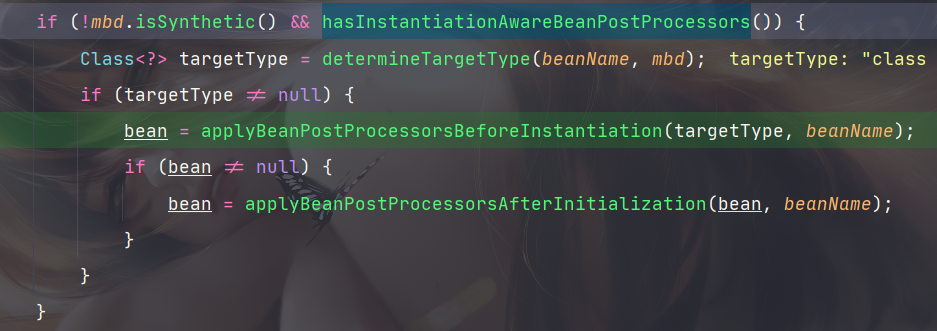 if (!mbd.isSynthetic() && hasInstantiationAwareBeanPostProcessors()) {
Class<?> targetType = determineTargetType(beanName, mbd);  targetType: "class
if (targetType ≠ null) {
bean = applyBeanPostProcessorsBeforeInstantiation(targetType, beanName);
if (bean ≠ null) {
bean = applyBeanPostProcessorsAfterInitialization(bean, beanName);
}
}
}